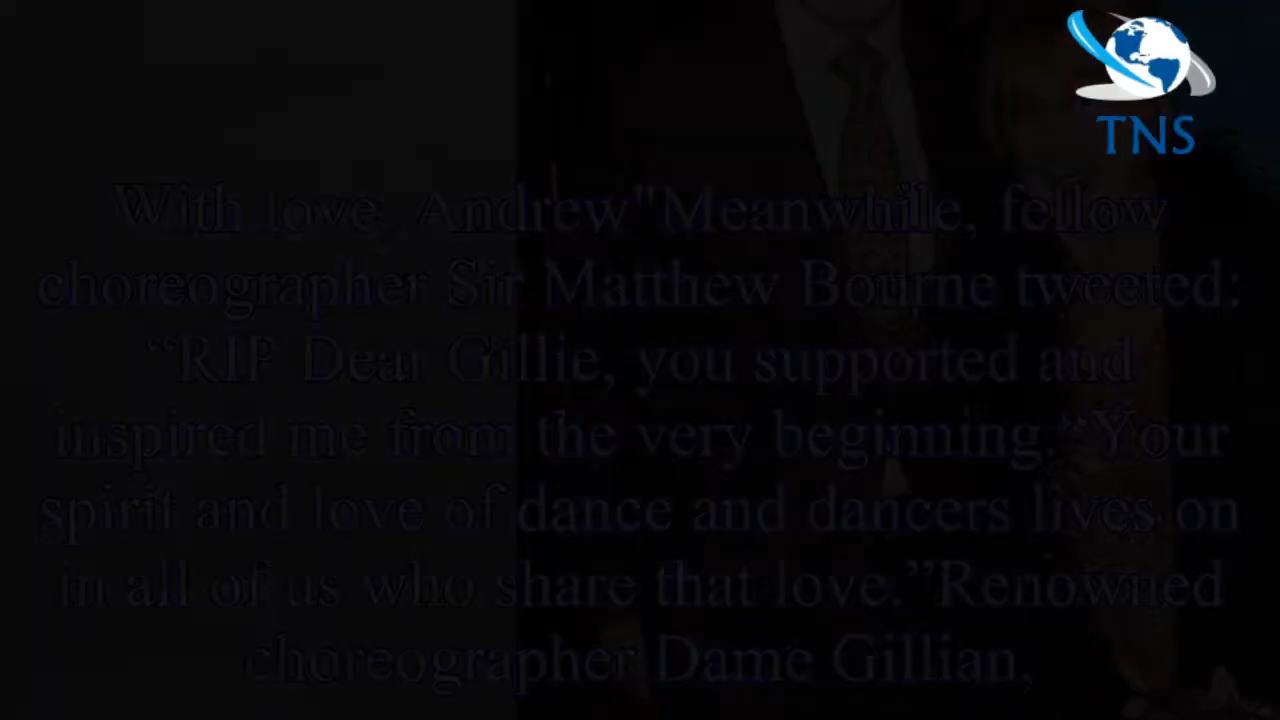 TNS
With love, Andrew"Meanwhile, fellow
choreographer Sir Matthew Bourne tweeted:
“RIP Dear Gillie, you supported and
inspired me from the very beginning.“Your
spirit and love of dance and dancers lives on
in all of us who share that love.”Renowned
choreographer Dame Gillian,